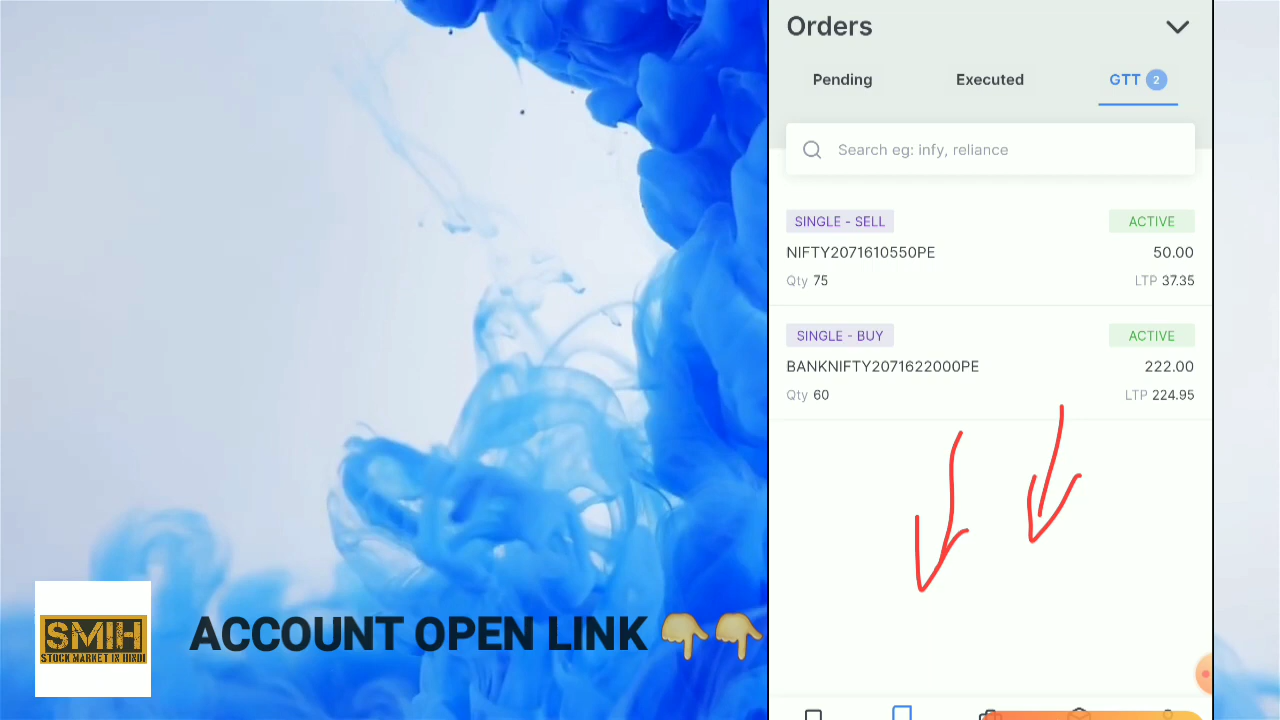 Orders
Pending Executed GTT 2
Search eg: infy, reliance
SINGLE - SELL ACTIVE
NIFTY2071610550PE 50.00
Qty 75 LTP 37.35
SINGLE - BUY ACTIVE
BANKNIFTY2071622000PE 222.00
Qty 60 LTP 224.95
SMIH
STOCK MARKET IN HINDI
ACCOUNT OPEN LINK 👇👇